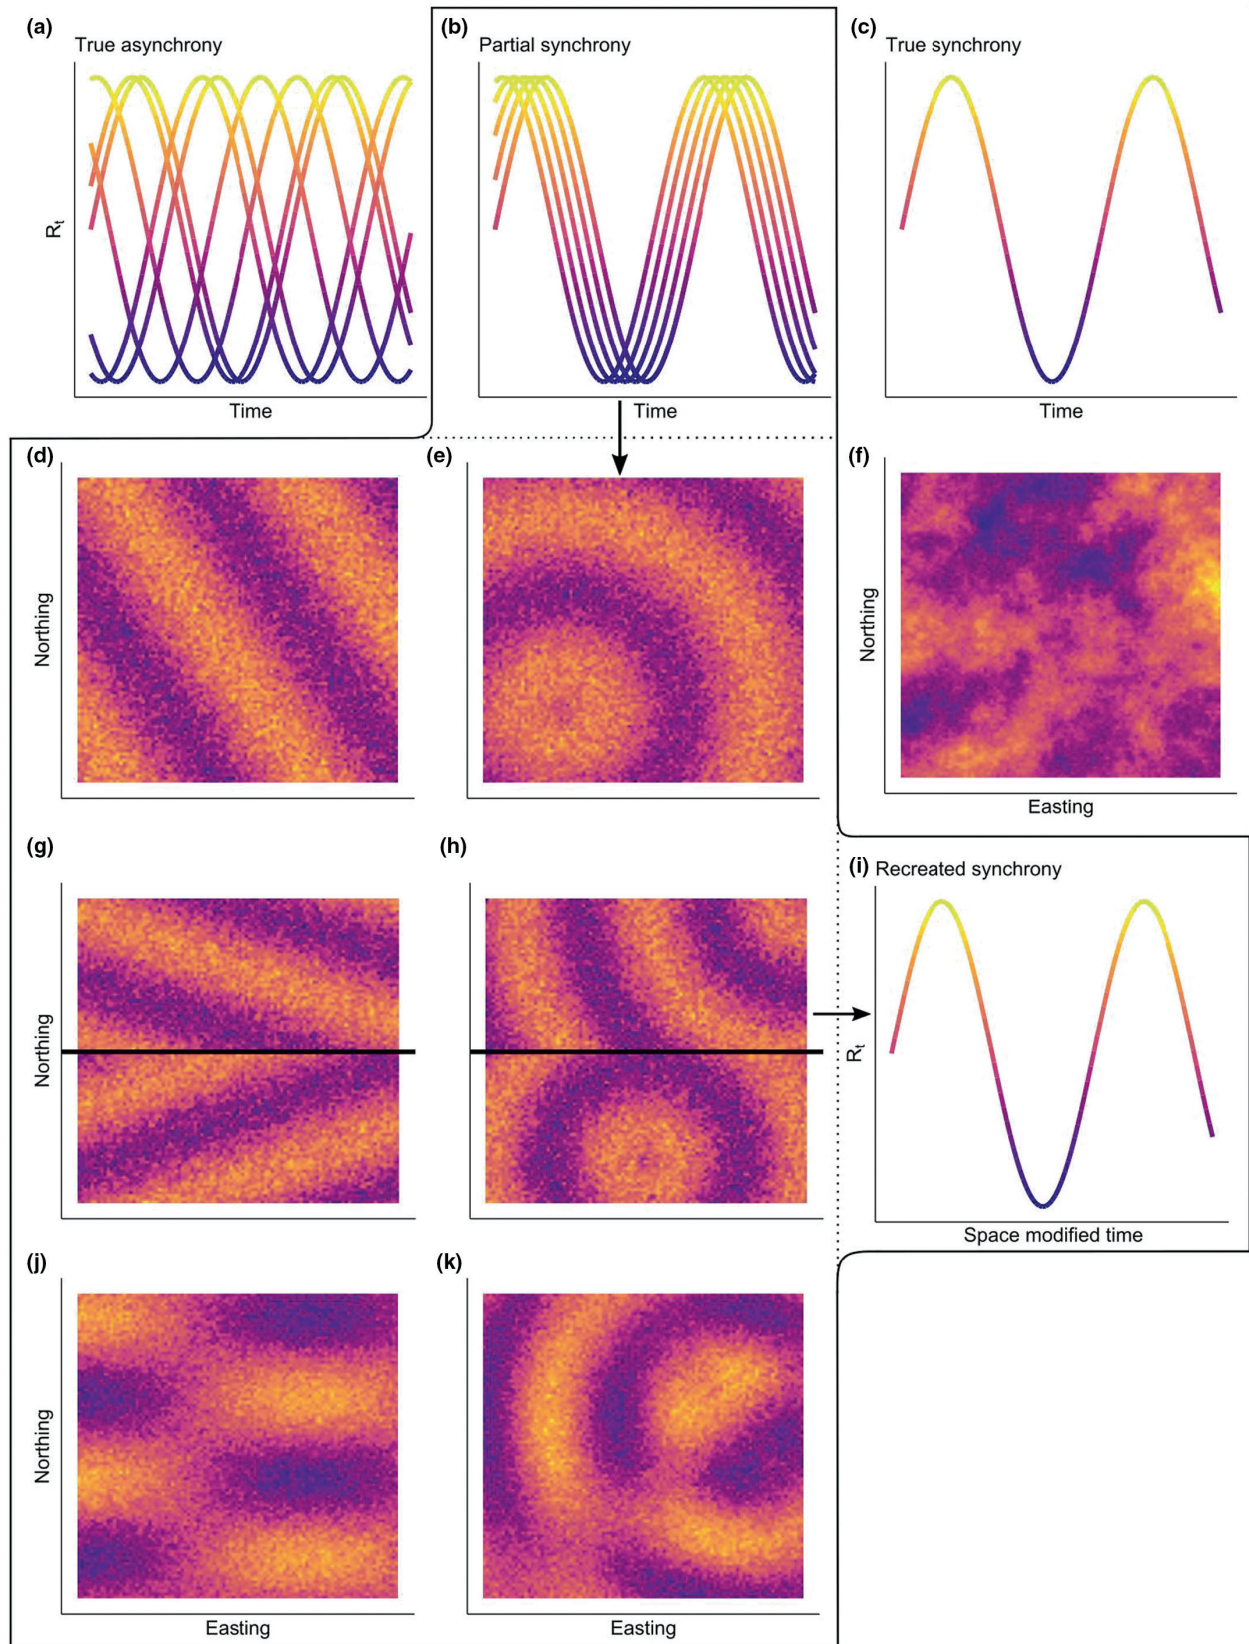 (a)
True asynchrony
(b)
Partial synchrony
(c)
True synchrony
Rt
Time
Time
Time
(d)
(e)
(f)
Northing
Northing
Easting
(g)
(h)
(i) Recreated synchrony
Northing
Rt
Space modified time
(j)
(k)
Northing
Easting
Easting